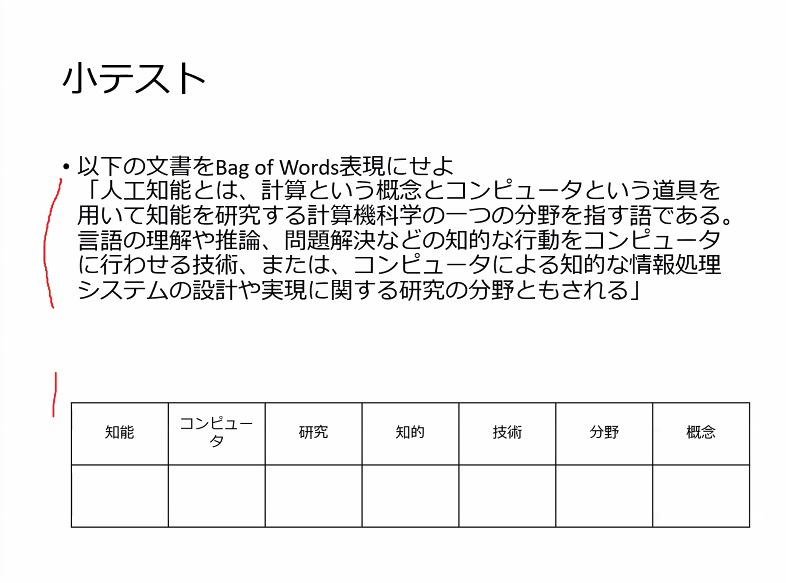 小テスト
• 以下の文書をBag of Words表現にせよ
「人工知能とは、計算という概念とコンピュータという道具を
用いて知能を研究する計算機科学の一つの分野を指す語である。
言語の理解や推論、問題解決などの知的な行動をコンピュータ
に行わせる技術、または、コンピュータによる知的な情報処理
システムの設計や実現に関する研究の分野ともされる」
知能 コンピュー
タ 研究 知的 技術 分野 概念